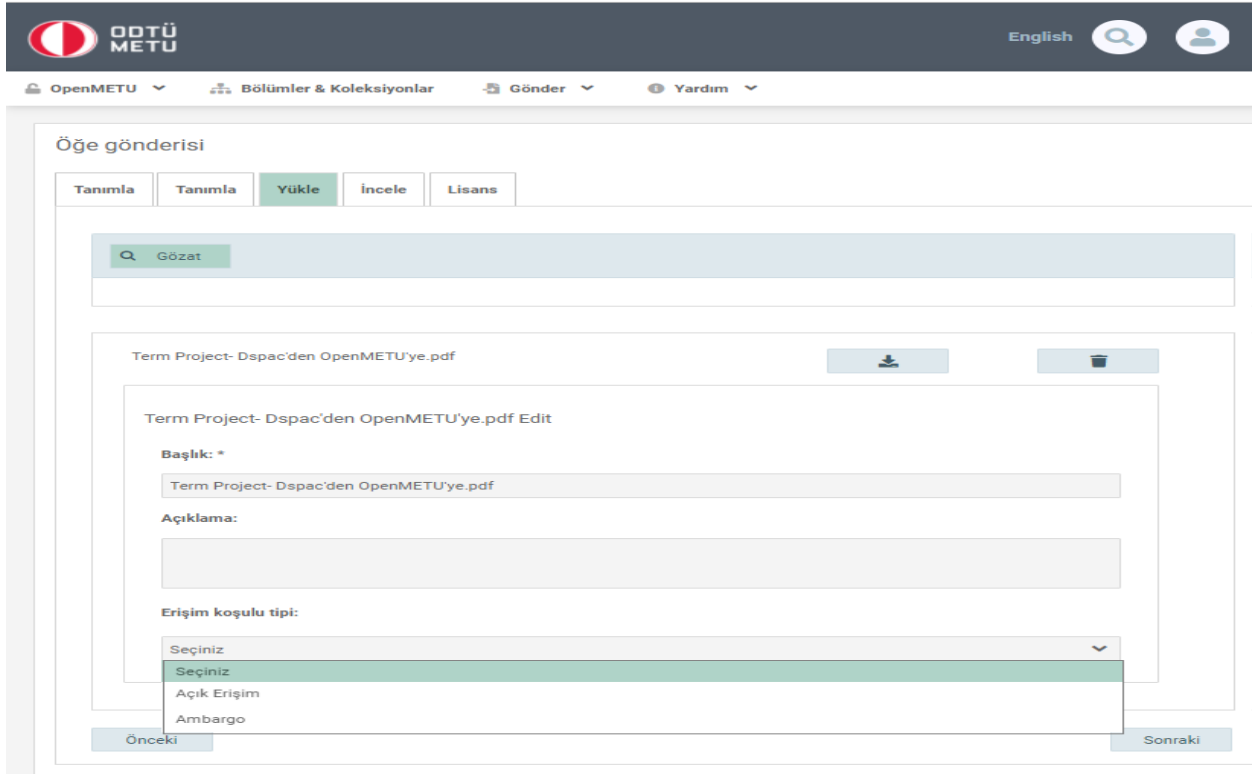 ODTÜ
METU
English
OpenMETU
Bölümler & Koleksiyonlar
Gönder
Yardım
Öğe gönderisi
Tanımla
Tanımla
Yükle
İncele
Lisans
Gözat
Term Project- Dspac'den OpenMETU'ye.pdf
Term Project- Dspac'den OpenMETU'ye.pdf Edit
Başlık: *
Term Project- Dspac'den OpenMETU'ye.pdf
Açıklama:
Erişim koşulu tipi:
Seçiniz
Seçiniz
Açık Erişim
Ambargo
Önceki
Sonraki